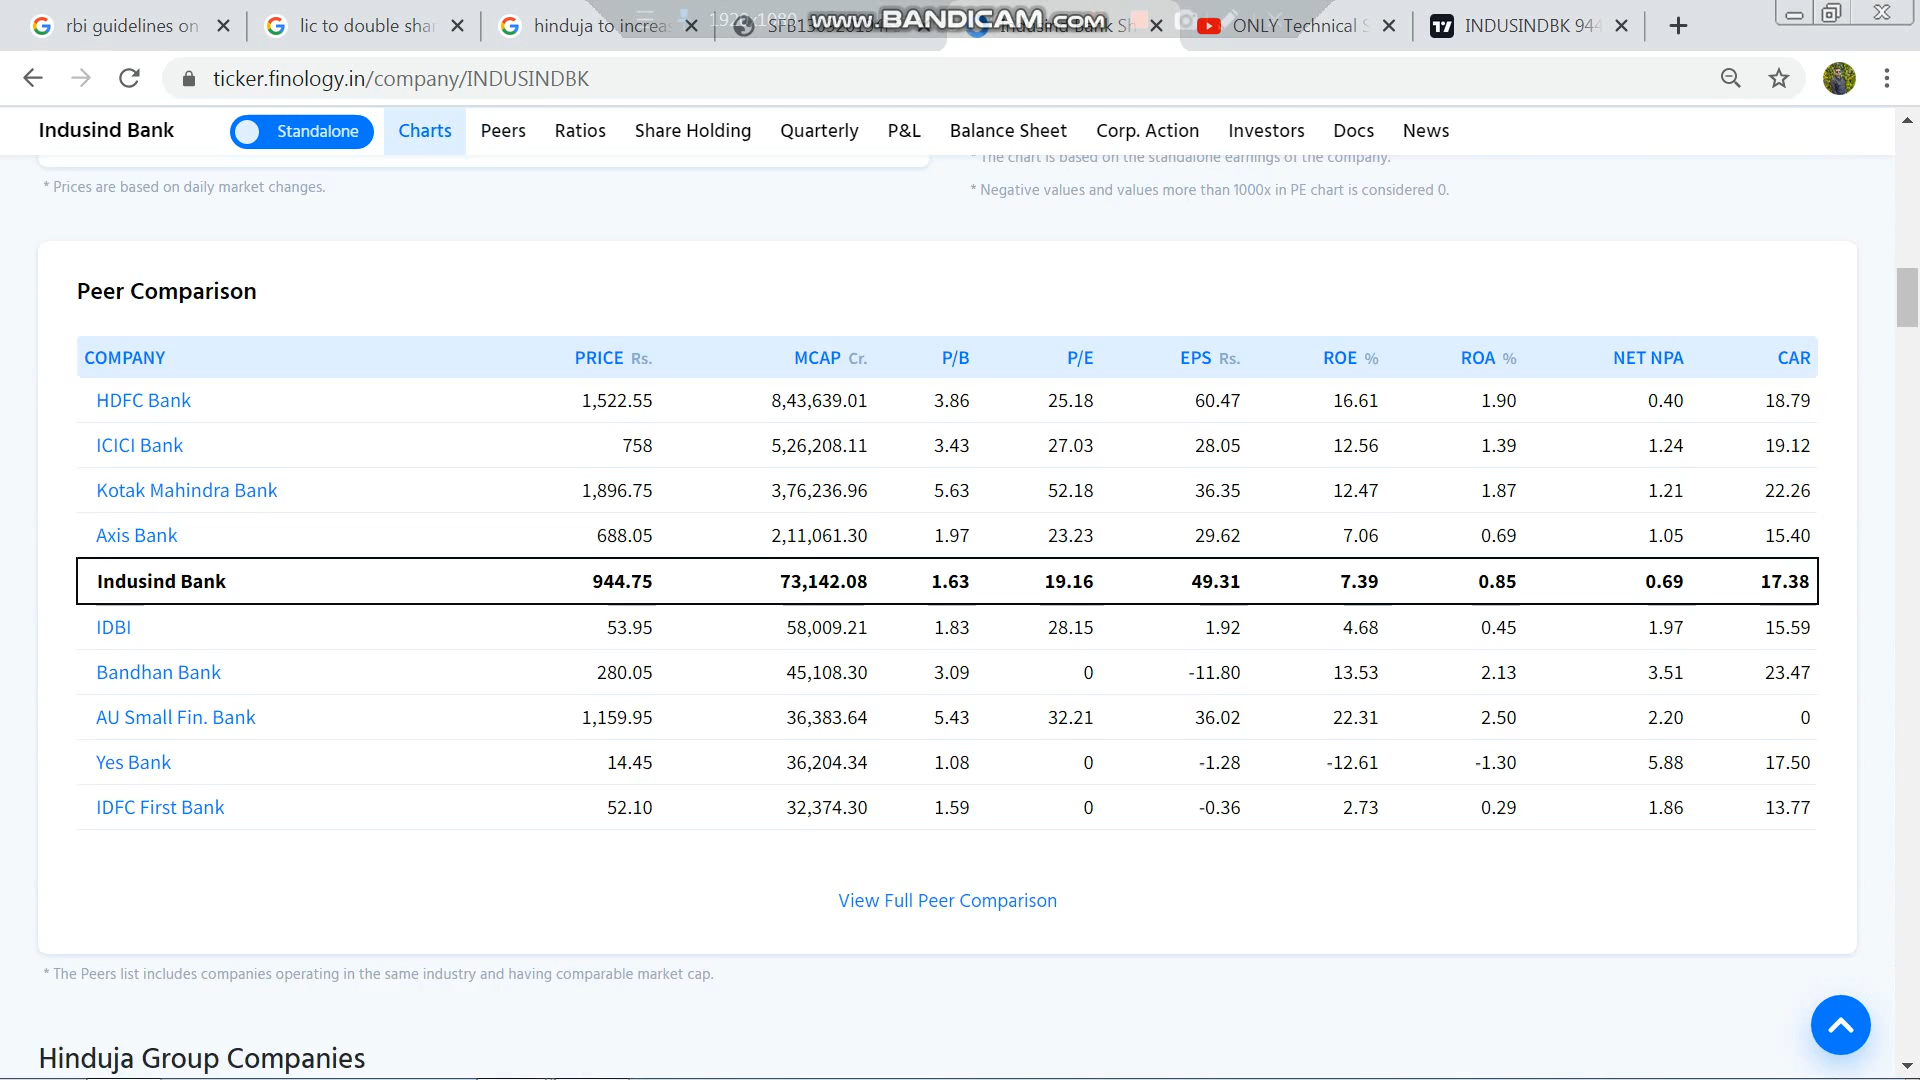 rbi guidelines on
lic to double shar
hinduja to increas
1920x1080
www.BANDICAM.com
Indusind Bank Sh
ONLY Technical S
INDUSINDBK 944
ticker.finology.in/company/INDUSINDBK
Indusind Bank Standalone Charts Peers Ratios Share Holding Quarterly P&L Balance Sheet Corp. Action Investors Docs News
* The chart is based on the standalone earnings of the company.
* Prices are based on daily market changes.
* Negative values and values more than 1000x in PE chart is considered 0.
Peer Comparison
COMPANY PRICE Rs. MCAP Cr. P/B P/E EPS Rs. ROE % ROA % NET NPA CAR
HDFC Bank 1,522.55 8,43,639.01 3.86 25.18 60.47 16.61 1.90 0.40 18.79
ICICI Bank 758 5,26,208.11 3.43 27.03 28.05 12.56 1.39 1.24 19.12
Kotak Mahindra Bank 1,896.75 3,76,236.96 5.63 52.18 36.35 12.47 1.87 1.21 22.26
Axis Bank 688.05 2,11,061.30 1.97 23.23 29.62 7.06 0.69 1.05 15.40
Indusind Bank 944.75 73,142.08 1.63 19.16 49.31 7.39 0.85 0.69 17.38
IDBI 53.95 58,009.21 1.83 28.15 1.92 4.68 0.45 1.97 15.59
Bandhan Bank 280.05 45,108.30 3.09 0 -11.80 13.53 2.13 3.51 23.47
AU Small Fin. Bank 1,159.95 36,383.64 5.43 32.21 36.02 22.31 2.50 2.20 0
Yes Bank 14.45 36,204.34 1.08 0 -1.28 -12.61 -1.30 5.88 17.50
IDFC First Bank 52.10 32,374.30 1.59 0 -0.36 2.73 0.29 1.86 13.77
View Full Peer Comparison
* The Peers list includes companies operating in the same industry and having comparable market cap.
Hinduja Group Companies